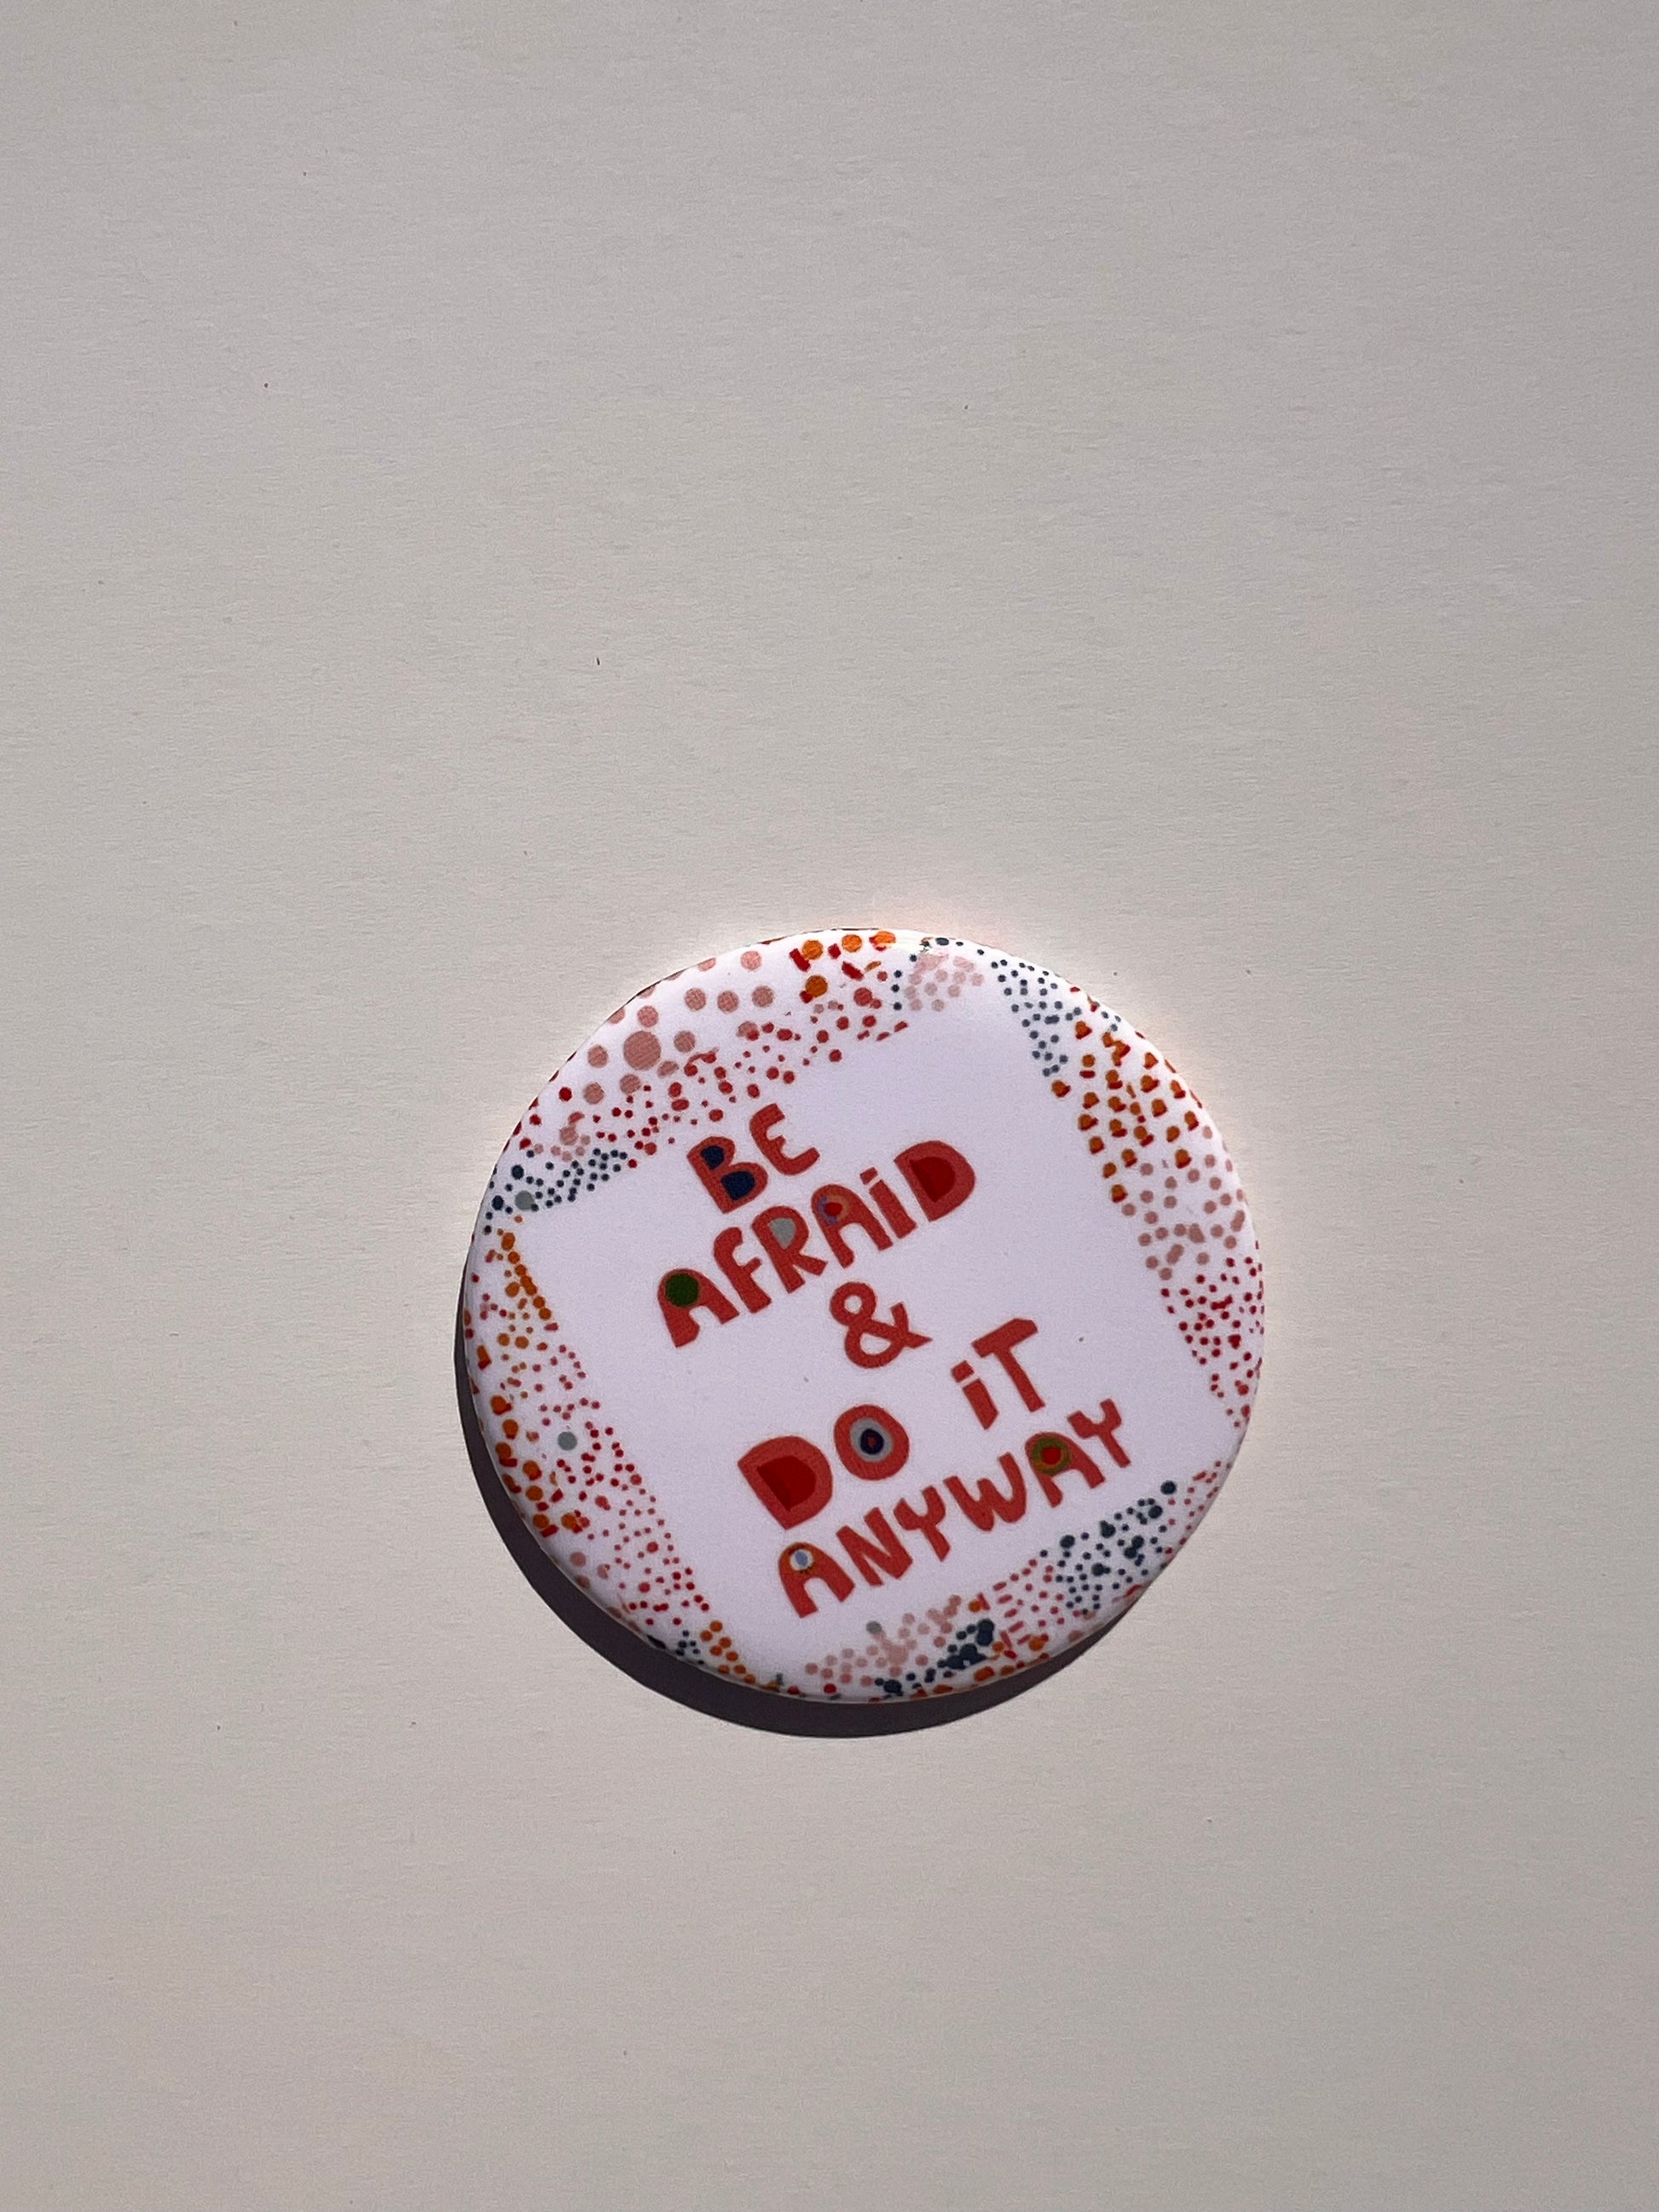 BE
AFRAiD
&
DO iT
ANYWAY